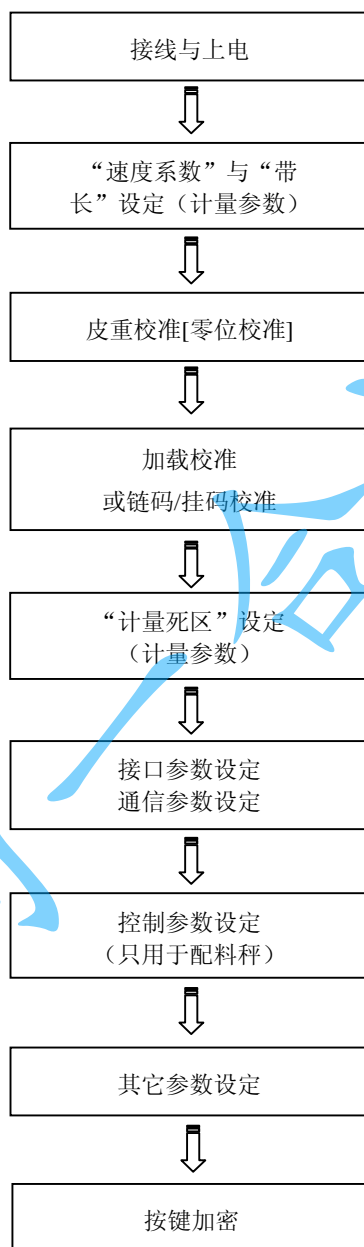 接线与上电
“速度系数”与“带
长”设定（计量参数）
皮重校准[零位校准]
加载校准
或链码/挂码校准
“计量死区”设定
（计量参数）
接口参数设定
通信参数设定
控制参数设定
（只用于配料秤）
其它参数设定
按键加密